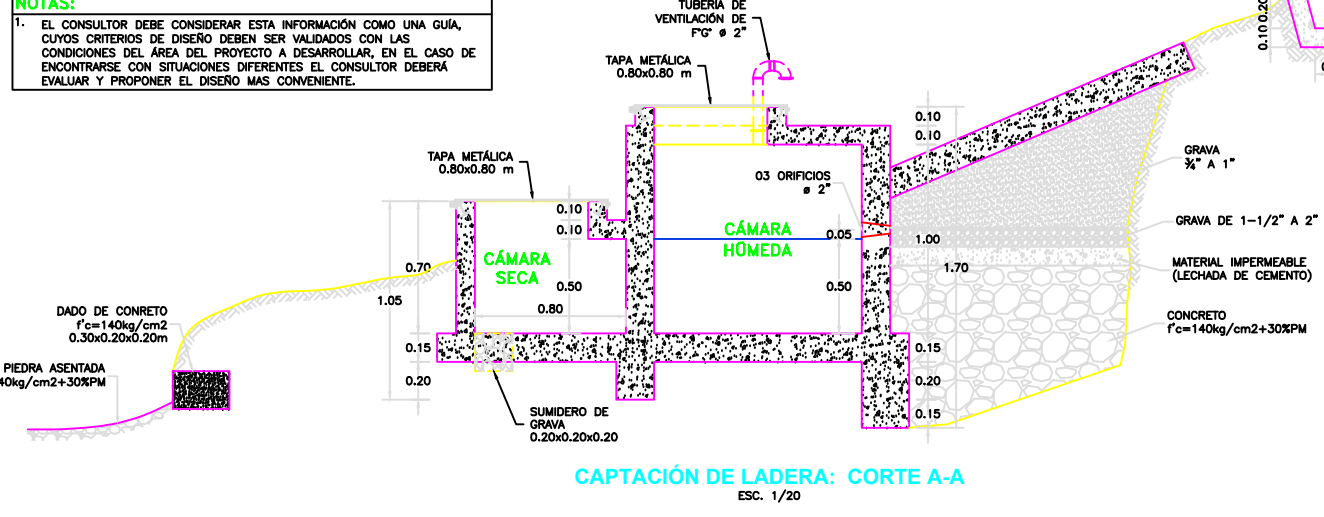 NOTAS:
1. EL CONSULTOR DEBE CONSIDERAR ESTA INFORMACIÓN COMO UNA GUÍA,
CUYOS CRITERIOS DE DISEÑO DEBEN SER VALIDADOS CON LAS
CONDICIONES DEL ÁREA DEL PROYECTO A DESARROLLAR, EN EL CASO DE
ENCONTRARSE CON SITUACIONES DIFERENTES EL CONSULTOR DEBERÁ
EVALUAR Y PROPONER EL DISEÑO MAS CONVENIENTE.
TUBERIA DE
VENTILACIÓN DE
F°G° ø 2"
TAPA METÁLICA
0.80x0.80 m
0.10 0.20
0.10
0.10
GRAVA
¾" A 1"
TAPA METÁLICA
0.80x0.80 m
03 ORIFICIOS
ø 2"
0.10
0.10
CÁMARA
HÚMEDA
0.05
1.00
GRAVA DE 1-1/2" A 2"
CÁMARA
SECA
0.70
1.05
0.50
0.80
0.50
1.70
MATERIAL IMPERMEABLE
(LECHADA DE CEMENTO)
DADO DE CONRETO
f'c=140kg/cm2
0.30x0.20x0.20m
CONCRETO
f'c=140kg/cm2+30%PM
0.15
0.15
PIEDRA ASENTADA
40kg/cm2+30%PM
0.20
0.20
0.15
SUMIDERO DE
GRAVA
0.20x0.20x0.20
CAPTACIÓN DE LADERA: CORTE A-A
ESC. 1/20